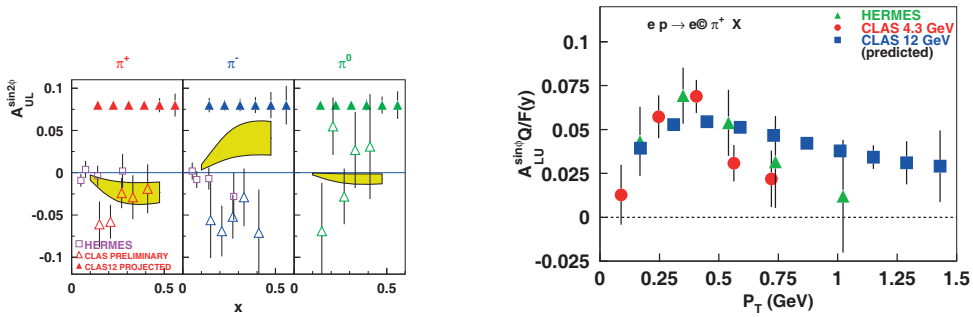 π+ π- π0
A sin2ϕ UL
0.1
0.05
0
-0.05
-0.1
HERMES
CLAS PRELIMINARY
CLAS12 PROJECTED
0 0.5 0 0.5 0 0.5
x
e p → e© π+ X
HERMES
CLAS 4.3 GeV
CLAS 12 GeV
(predicted)
A sinϕ LU Q/F(y)
0.1
0.075
0.05
0.025
0
-0.025
0 0.25 0.5 0.75 1 1.25 1.5
PT (GeV)